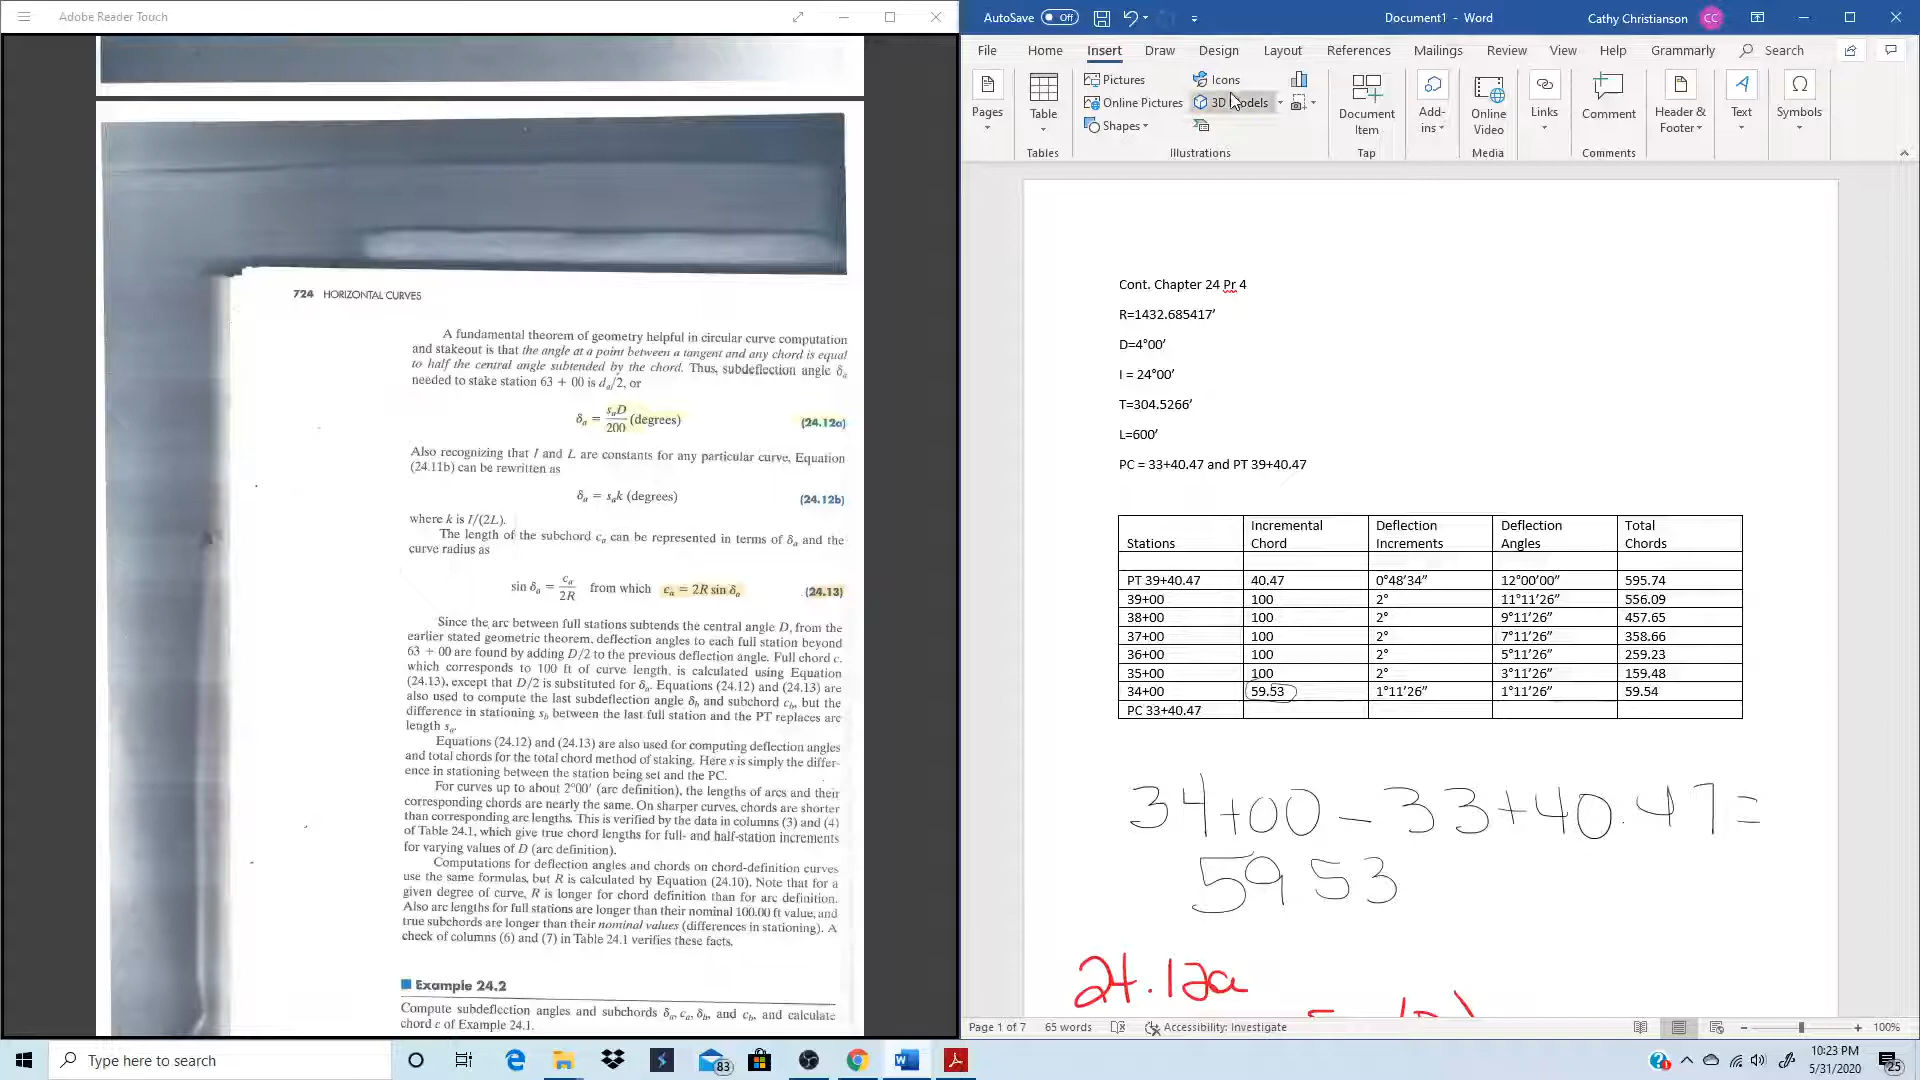 Adobe Reader Touch
724 HORIZONTAL CURVES
A fundamental theorem of geometry helpful in circular curve computation
and stakeout is that the angle at a point between a tangent and any chord is equal
to half the central angle subtended by the chord. Thus, subdeflection angle δa
needed to stake station 63 + 00 is da/2, or
δa = saD/200 (degrees) (24.12a)
Also recognizing that I and L are constants for any particular curve, Equation
(24.11b) can be rewritten as
δa = sak (degrees) (24.12b)
where k is I/(2L).
The length of the subchord ca can be represented in terms of δa and the
curve radius as
sin δa = ca/2R from which ca = 2R sin δa (24.13)
Since the arc between full stations subtends the central angle D, from the
earlier stated geometric theorem, deflection angles to each full station beyond
63 + 00 are found by adding D/2 to the previous deflection angle. Full chord c,
which corresponds to 100 ft of curve length, is calculated using Equation
(24.13), except that D/2 is substituted for δa. Equations (24.12) and (24.13) are
also used to compute the last subdeflection angle δb and subchord cb, but the
difference in stationing sb between the last full station and the PT replaces arc
length sa.
Equations (24.12) and (24.13) are also used for computing deflection angles
and total chords for the total chord method of staking. Here s is simply the differ-
ence in stationing between the station being set and the PC.
For curves up to about 2°00' (arc definition), the lengths of arcs and their
corresponding chords are nearly the same. On sharper curves, chords are shorter
than corresponding arc lengths. This is verified by the data in columns (3) and (4)
of Table 24.1, which give true chord lengths for full- and half-station increments
for varying values of D (arc definition).
Computations for deflection angles and chords on chord-definition curves
use the same formulas, but R is calculated by Equation (24.10). Note that for a
given degree of curve, R is longer for chord definition than for arc definition.
Also arc lengths for full stations are longer than their nominal 100.00 ft value, and
true subchords are longer than their nominal values (differences in stationing). A
check of columns (6) and (7) in Table 24.1 verifies these facts.
Example 24.2
Compute subdeflection angles and subchords δa, ca, δb, and cb, and calculate
chord c of Example 24.1.
AutoSave Off Document1 - Word Cathy Christianson CC
File Home Insert Draw Design Layout References Mailings Review View Help Grammarly Search
Pages Table Pictures Online Pictures Shapes Icons 3D Models Document Item Add-ins Online Video Links Comment Header & Footer Text Symbols
Tables Illustrations Tap Media Comments
Cont. Chapter 24 Pr 4
R=1432.685417’
D=4°00’
I = 24°00’
T=304.5266’
L=600’
PC = 33+40.47 and PT 39+40.47
Stations Incremental Chord Deflection Increments Deflection Angles Total Chords
PT 39+40.47 40.47 0°48’34” 12°00’00” 595.74
39+00 100 2° 11°11’26” 556.09
38+00 100 2° 9°11’26” 457.65
37+00 100 2° 7°11’26” 358.66
36+00 100 2° 5°11’26” 259.23
35+00 100 2° 3°11’26” 159.48
34+00 59.53 1°11’26” 1°11’26” 59.54
PC 33+40.47
34+00 - 33+40.47 =
59 53
24.12a
Page 1 of 7 65 words Accessibility: Investigate 100%
Type here to search 83 10:23 PM
5/31/2020 25